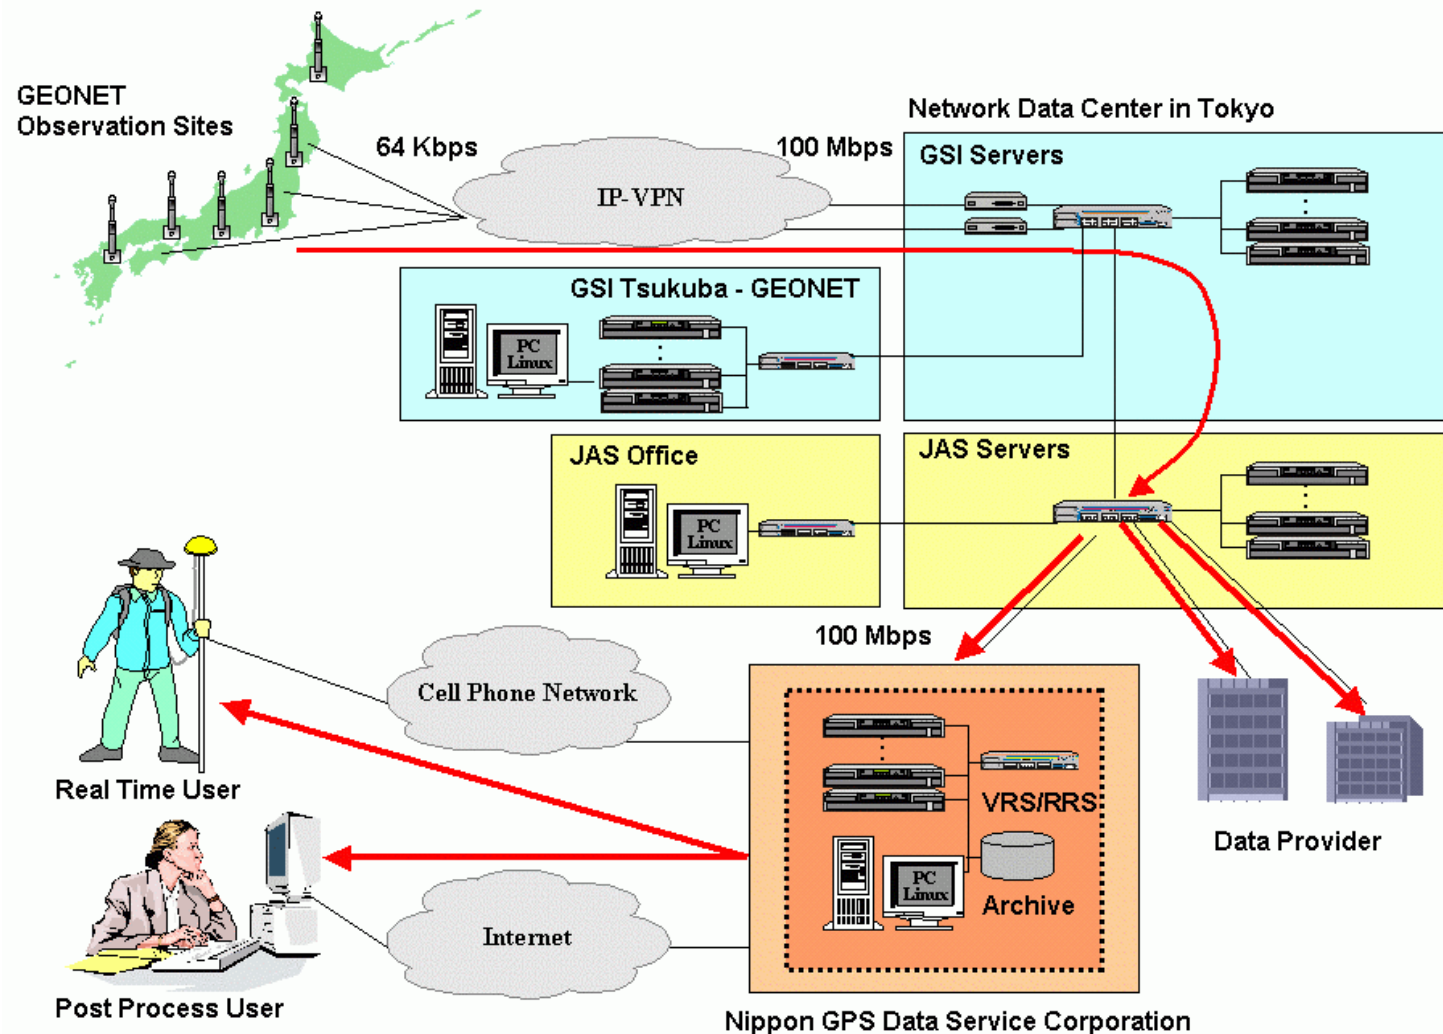 GEONET
Observation Sites
64 Kbps
IP-VPN
100 Mbps
Network Data Center in Tokyo
GSI Servers
GSI Tsukuba - GEONET
PC
Linux
JAS Office
PC
Linux
JAS Servers
100 Mbps
Cell Phone Network
Real Time User
VRS/RRS
PC
Linux
Archive
Data Provider
Internet
Post Process User
Nippon GPS Data Service Corporation